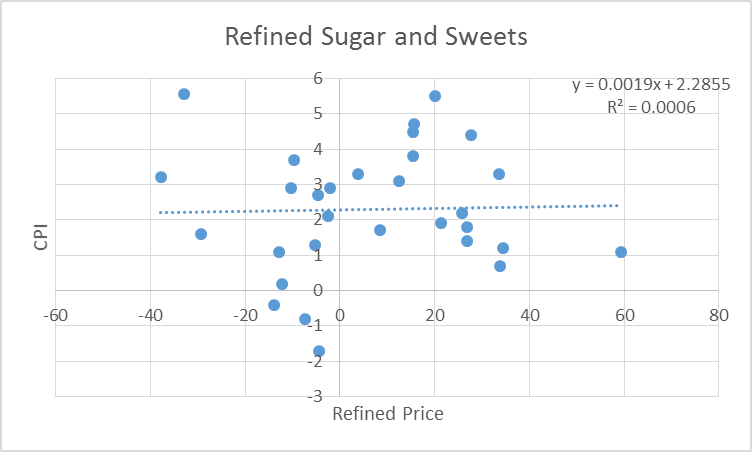 Refined Sugar and Sweets
y = 0.0019x + 2.2855
R² = 0.0006
6
5
4
3
2
1
0
-1
-2
-3
-60 -40 -20 0 20 40 60 80
CPI
Refined Price